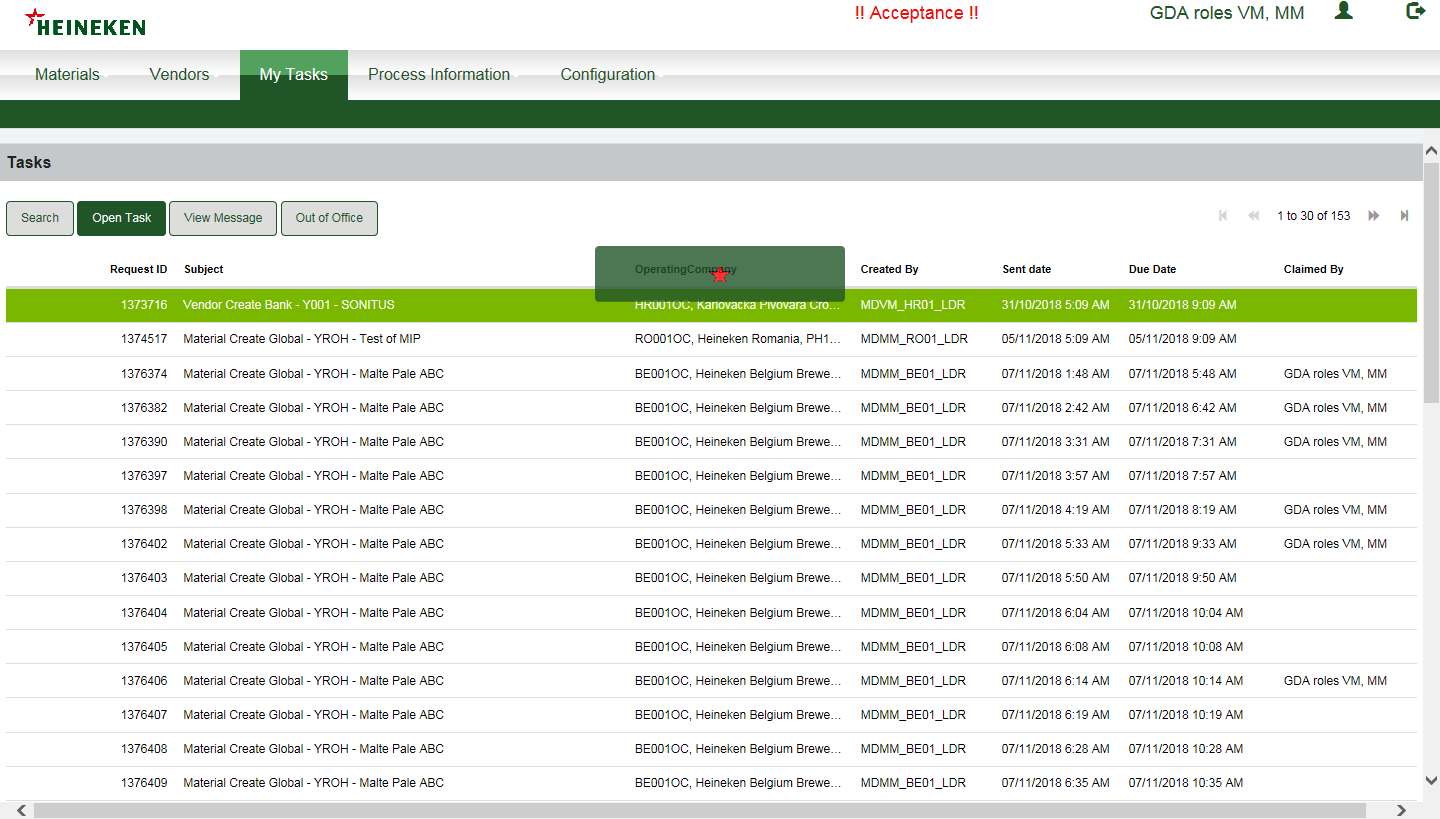 HEINEKEN
!! Acceptance !!
GDA roles VM, MM
Materials Vendors My Tasks Process Information Configuration
Tasks
Search Open Task View Message Out of Office 1 to 30 of 153
Request ID Subject OperatingCompany Created By Sent date Due Date Claimed By
1373716 Vendor Create Bank - Y001 - SONITUS HR001OC, Karlovacka Pivovara Cro... MDVM_HR01_LDR 31/10/2018 5:09 AM 31/10/2018 9:09 AM
1374517 Material Create Global - YROH - Test of MIP RO001OC, Heineken Romania, PH1... MDMM_RO01_LDR 05/11/2018 5:09 AM 05/11/2018 9:09 AM
1376374 Material Create Global - YROH - Malte Pale ABC BE001OC, Heineken Belgium Brewe... MDMM_BE01_LDR 07/11/2018 1:48 AM 07/11/2018 5:48 AM GDA roles VM, MM
1376382 Material Create Global - YROH - Malte Pale ABC BE001OC, Heineken Belgium Brewe... MDMM_BE01_LDR 07/11/2018 2:42 AM 07/11/2018 6:42 AM GDA roles VM, MM
1376390 Material Create Global - YROH - Malte Pale ABC BE001OC, Heineken Belgium Brewe... MDMM_BE01_LDR 07/11/2018 3:31 AM 07/11/2018 7:31 AM GDA roles VM, MM
1376397 Material Create Global - YROH - Malte Pale ABC BE001OC, Heineken Belgium Brewe... MDMM_BE01_LDR 07/11/2018 3:57 AM 07/11/2018 7:57 AM
1376398 Material Create Global - YROH - Malte Pale ABC BE001OC, Heineken Belgium Brewe... MDMM_BE01_LDR 07/11/2018 4:19 AM 07/11/2018 8:19 AM GDA roles VM, MM
1376402 Material Create Global - YROH - Malte Pale ABC BE001OC, Heineken Belgium Brewe... MDMM_BE01_LDR 07/11/2018 5:33 AM 07/11/2018 9:33 AM GDA roles VM, MM
1376403 Material Create Global - YROH - Malte Pale ABC BE001OC, Heineken Belgium Brewe... MDMM_BE01_LDR 07/11/2018 5:50 AM 07/11/2018 9:50 AM
1376404 Material Create Global - YROH - Malte Pale ABC BE001OC, Heineken Belgium Brewe... MDMM_BE01_LDR 07/11/2018 6:04 AM 07/11/2018 10:04 AM
1376405 Material Create Global - YROH - Malte Pale ABC BE001OC, Heineken Belgium Brewe... MDMM_BE01_LDR 07/11/2018 6:08 AM 07/11/2018 10:08 AM
1376406 Material Create Global - YROH - Malte Pale ABC BE001OC, Heineken Belgium Brewe... MDMM_BE01_LDR 07/11/2018 6:14 AM 07/11/2018 10:14 AM GDA roles VM, MM
1376407 Material Create Global - YROH - Malte Pale ABC BE001OC, Heineken Belgium Brewe... MDMM_BE01_LDR 07/11/2018 6:19 AM 07/11/2018 10:19 AM
1376408 Material Create Global - YROH - Malte Pale ABC BE001OC, Heineken Belgium Brewe... MDMM_BE01_LDR 07/11/2018 6:28 AM 07/11/2018 10:28 AM
1376409 Material Create Global - YROH - Malte Pale ABC BE001OC, Heineken Belgium Brewe... MDMM_BE01_LDR 07/11/2018 6:35 AM 07/11/2018 10:35 AM